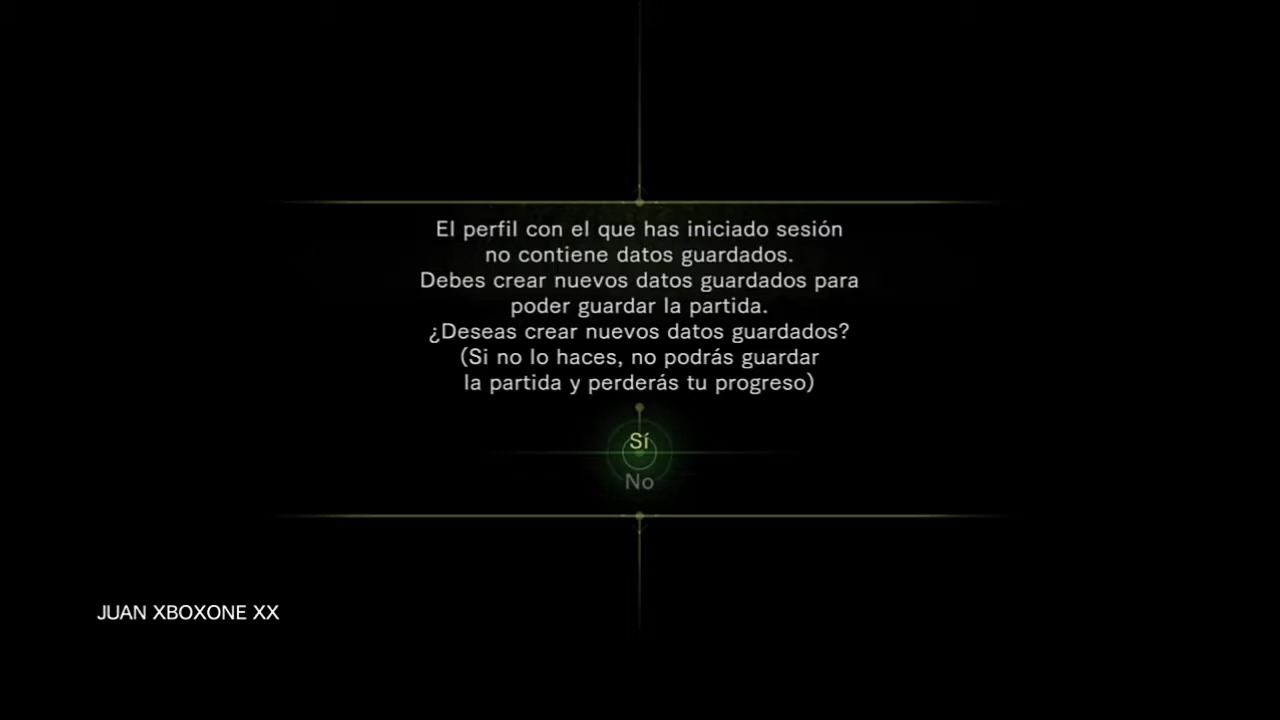 El perfil con el que has iniciado sesión
no contiene datos guardados.
Debes crear nuevos datos guardados para
poder guardar la partida.
¿Deseas crear nuevos datos guardados?
(Si no lo haces, no podrás guardar
la partida y perderás tu progreso)
Sí
No
JUAN XBOXONE XX